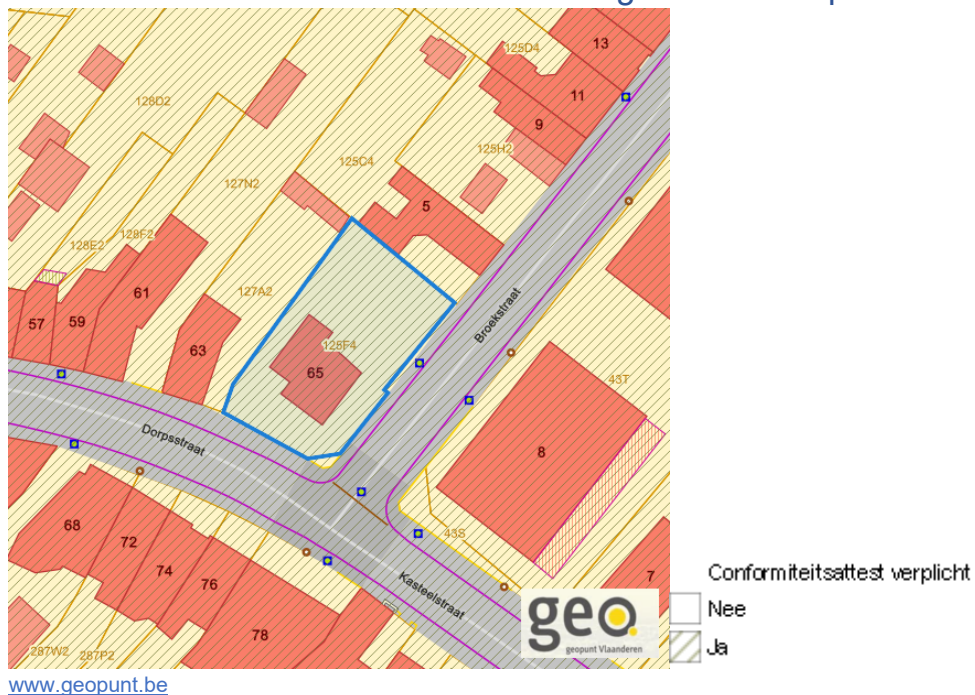 13
125D4
11
128D2
9
125H2
125C4
127N2
5
128F2
128E2
61
127A2
57
59
63
Broekstraat
125F4
65
43T
8
Dorpsstraat
68
72
74
76
78
43S
Kasteelstraat
7
287W2
287P2
geo.
geopunt Vlaanderen
Conformiteitsattest verplicht
Nee
Ja
www.geopunt.be